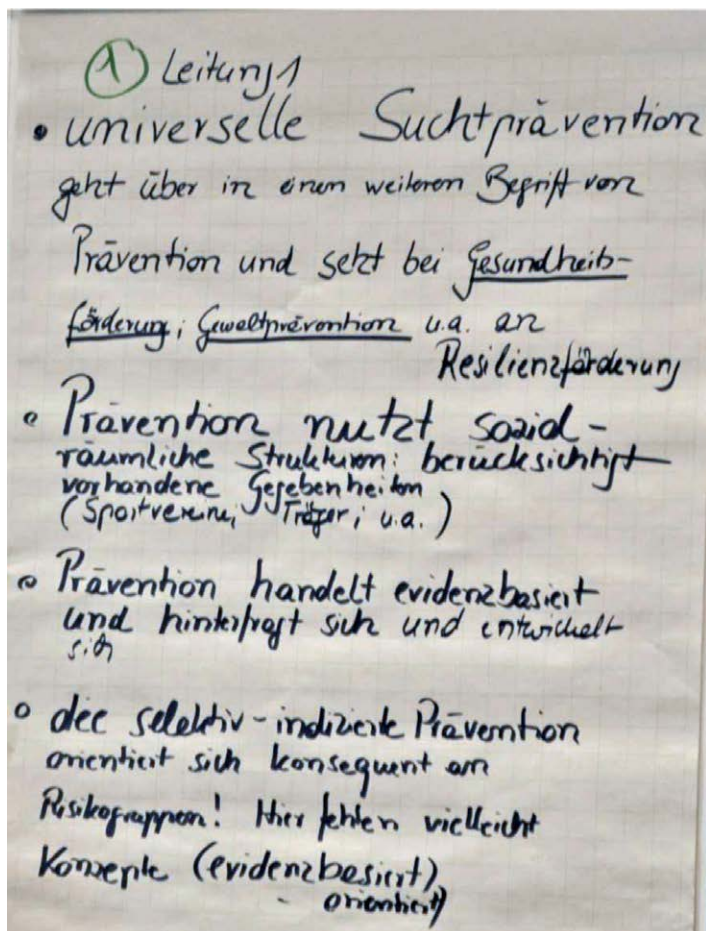 ① Leitung 1
• universelle Suchtprävention
geht über in einen weiteren Begriff von
Prävention und setzt bei Gesundheits-
förderung, Gewaltprävention u.a. an
Resilienzförderung
• Prävention nutzt sozial-
räumliche Strukturen: berücksichtigt
vorhandene Gegebenheiten
(Sportvereine, Träger, u.a.)
• Prävention handelt evidenzbasiert
und hinterfragt sich und entwickelt
sich
• die selektiv-indizierte Prävention
orientiert sich konsequent an
Risikogruppen! Hier fehlen vielleicht
Konzepte (evidenzbasiert)
- orientiert)